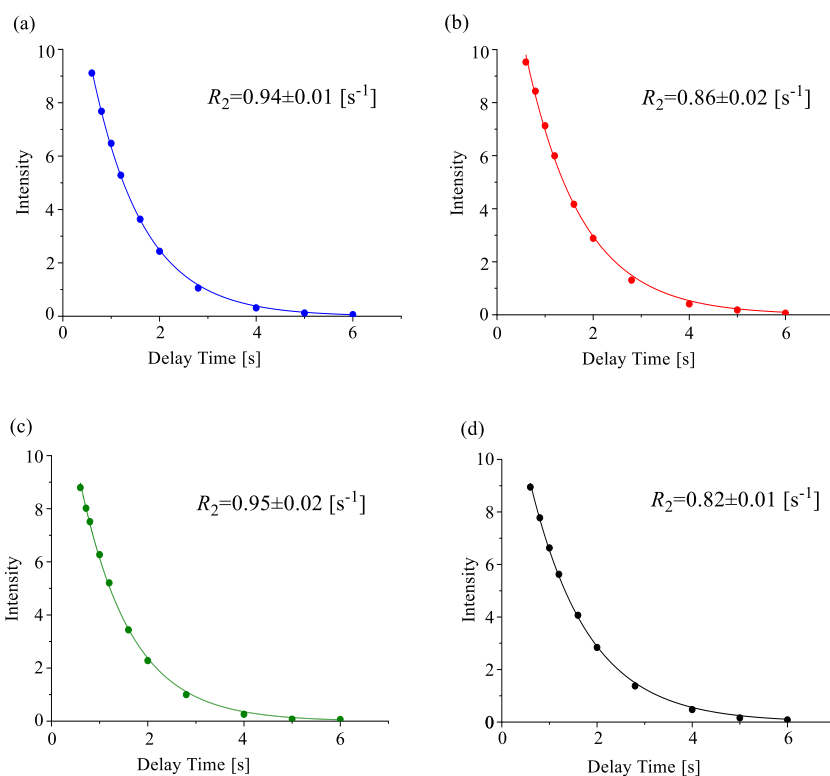 (a)
10
8
6
4
2
0
Intensity
R₂=0.94±0.01 [s⁻¹]
0 2 4 6
Delay Time [s]
(b)
10
8
6
4
2
0
Intensity
R₂=0.86±0.02 [s⁻¹]
0 2 4 6
Delay Time [s]
(c)
10
8
6
4
2
0
Intensity
R₂=0.95±0.02 [s⁻¹]
0 2 4 6
Delay Time [s]
(d)
10
8
6
4
2
0
Intensity
R₂=0.82±0.01 [s⁻¹]
0 2 4 6
Delay Time [s]